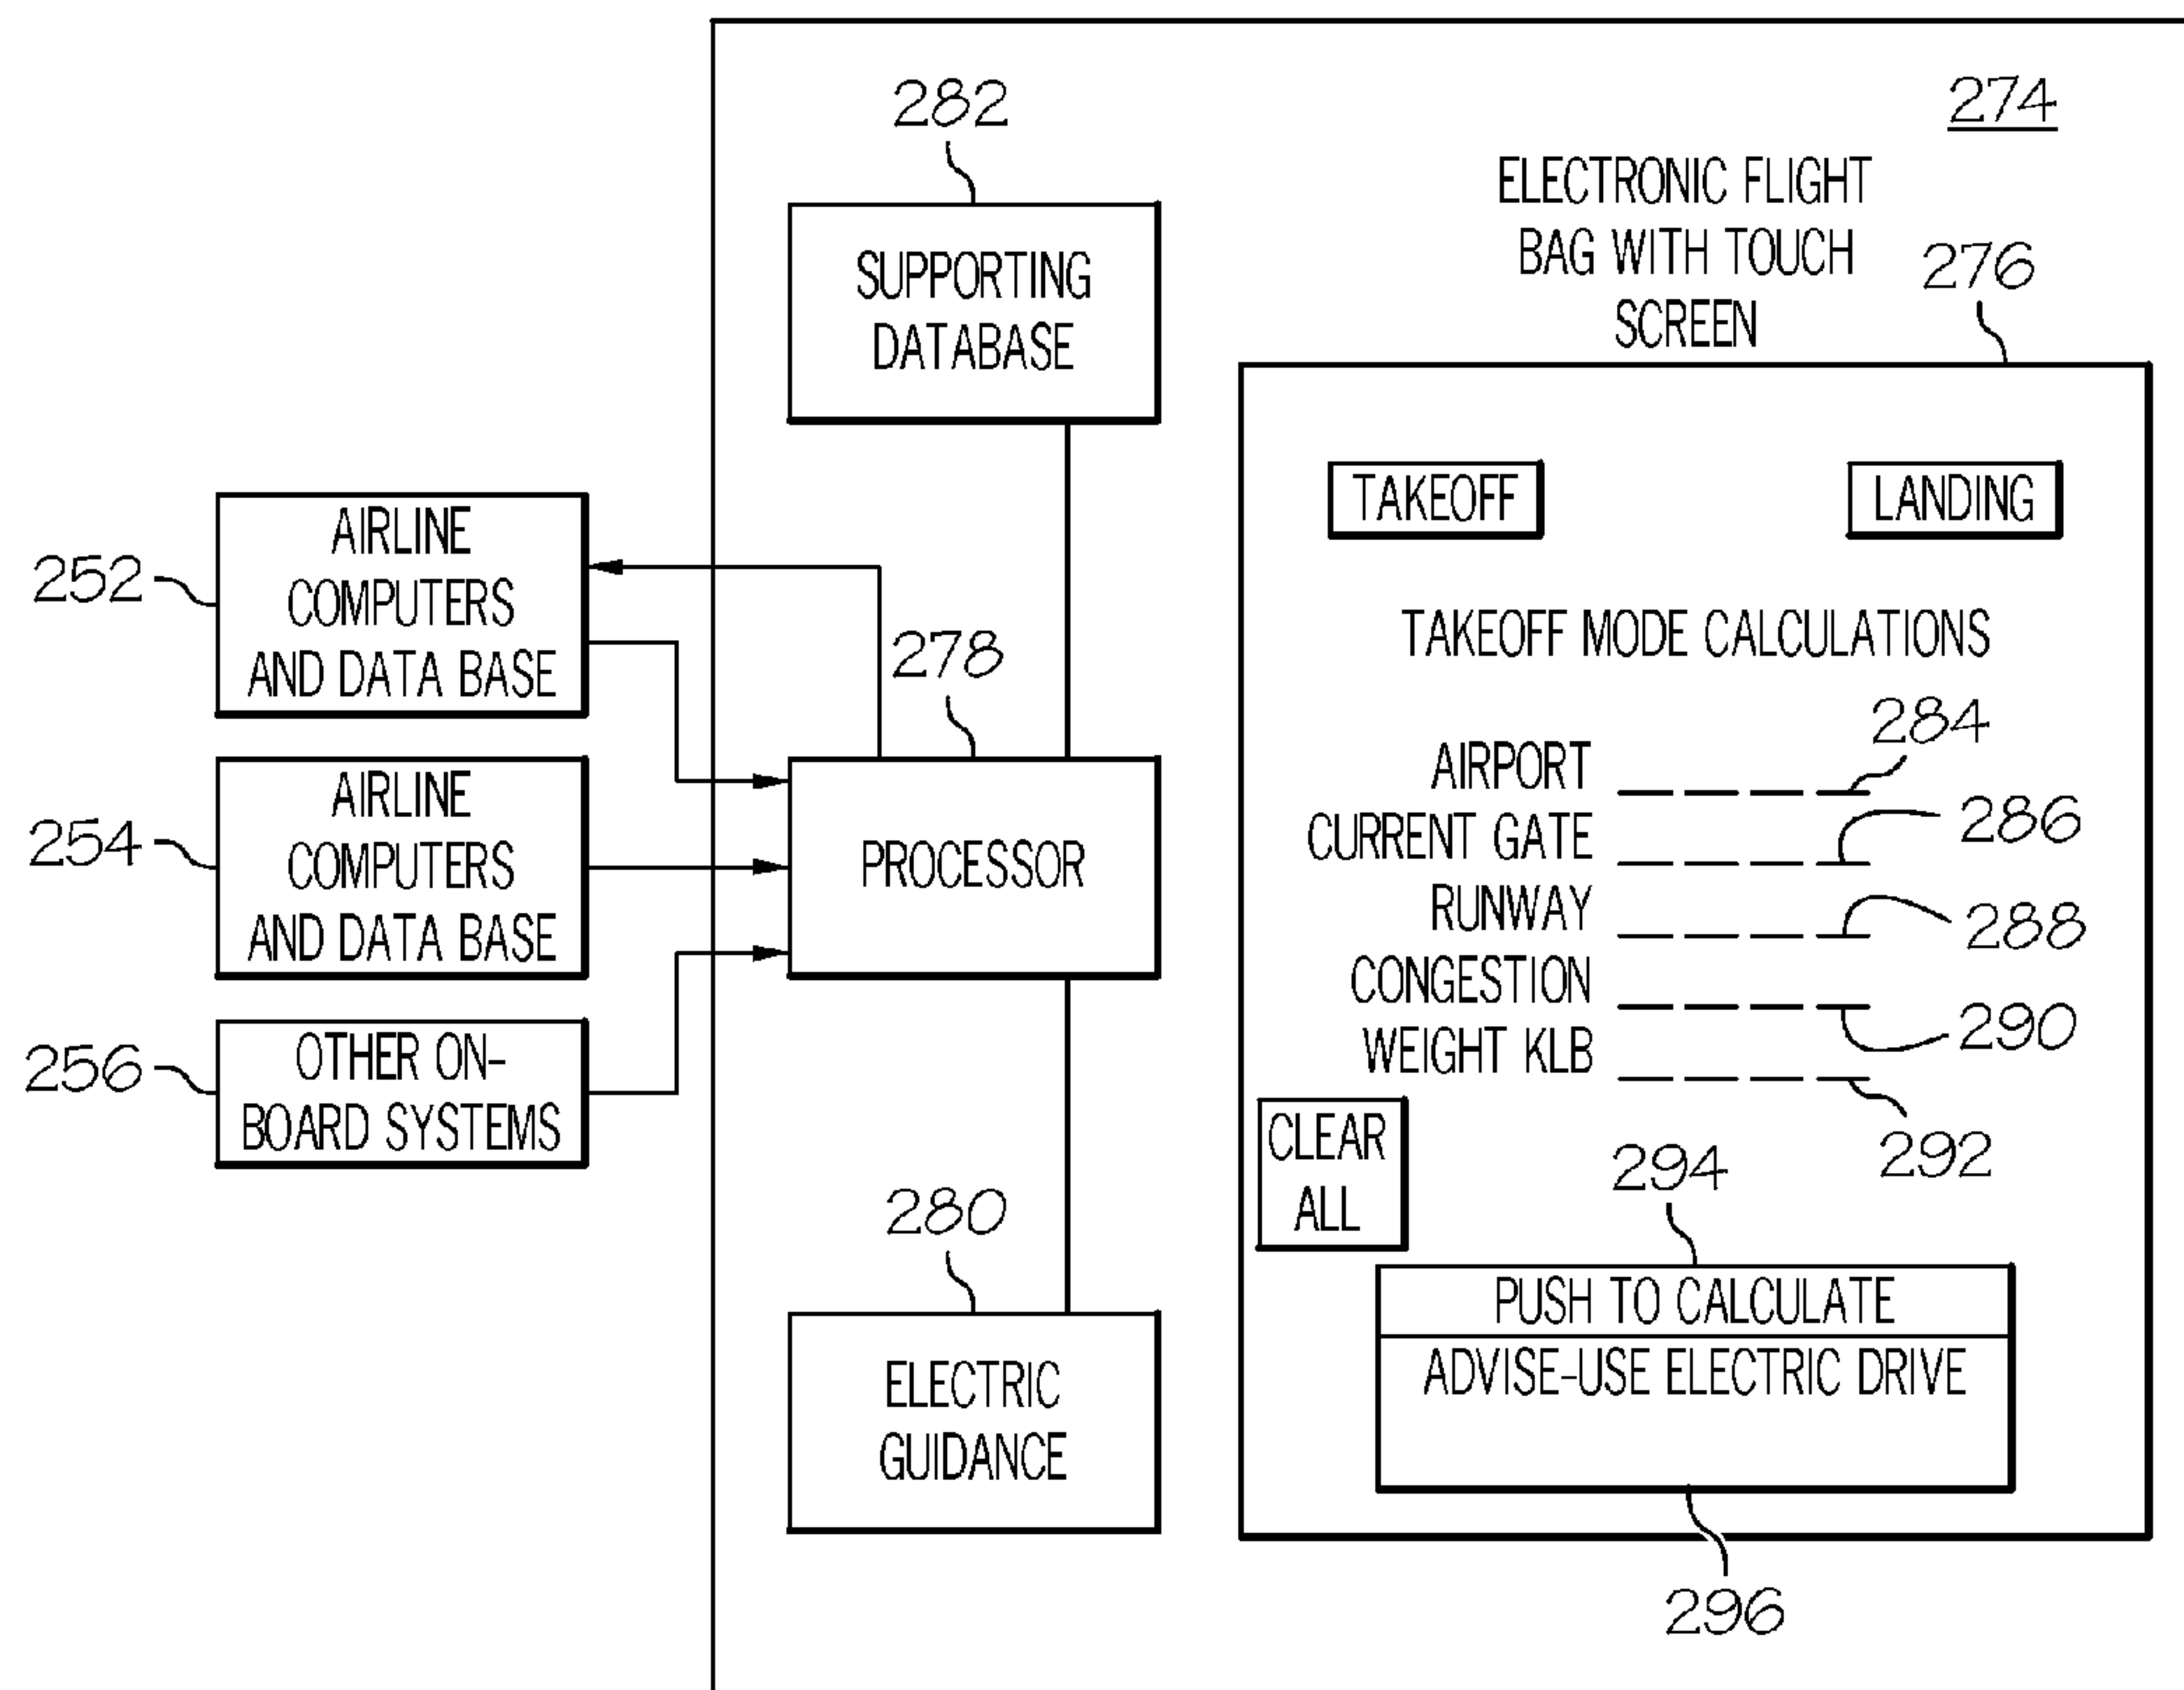 274
282
ELECTRONIC FLIGHT
BAG WITH TOUCH
SCREEN
276
SUPPORTING
DATABASE
TAKEOFF
LANDING
252
AIRLINE
COMPUTERS
AND DATA BASE
278
TAKEOFF MODE CALCULATIONS
284
AIRPORT
286
CURRENT GATE
288
RUNWAY
CONGESTION
290
WEIGHT KLB
292
254
AIRLINE
COMPUTERS
AND DATA BASE
PROCESSOR
256
OTHER ON-
BOARD SYSTEMS
CLEAR
ALL
294
280
PUSH TO CALCULATE
ADVISE-USE ELECTRIC DRIVE
ELECTRIC
GUIDANCE
296